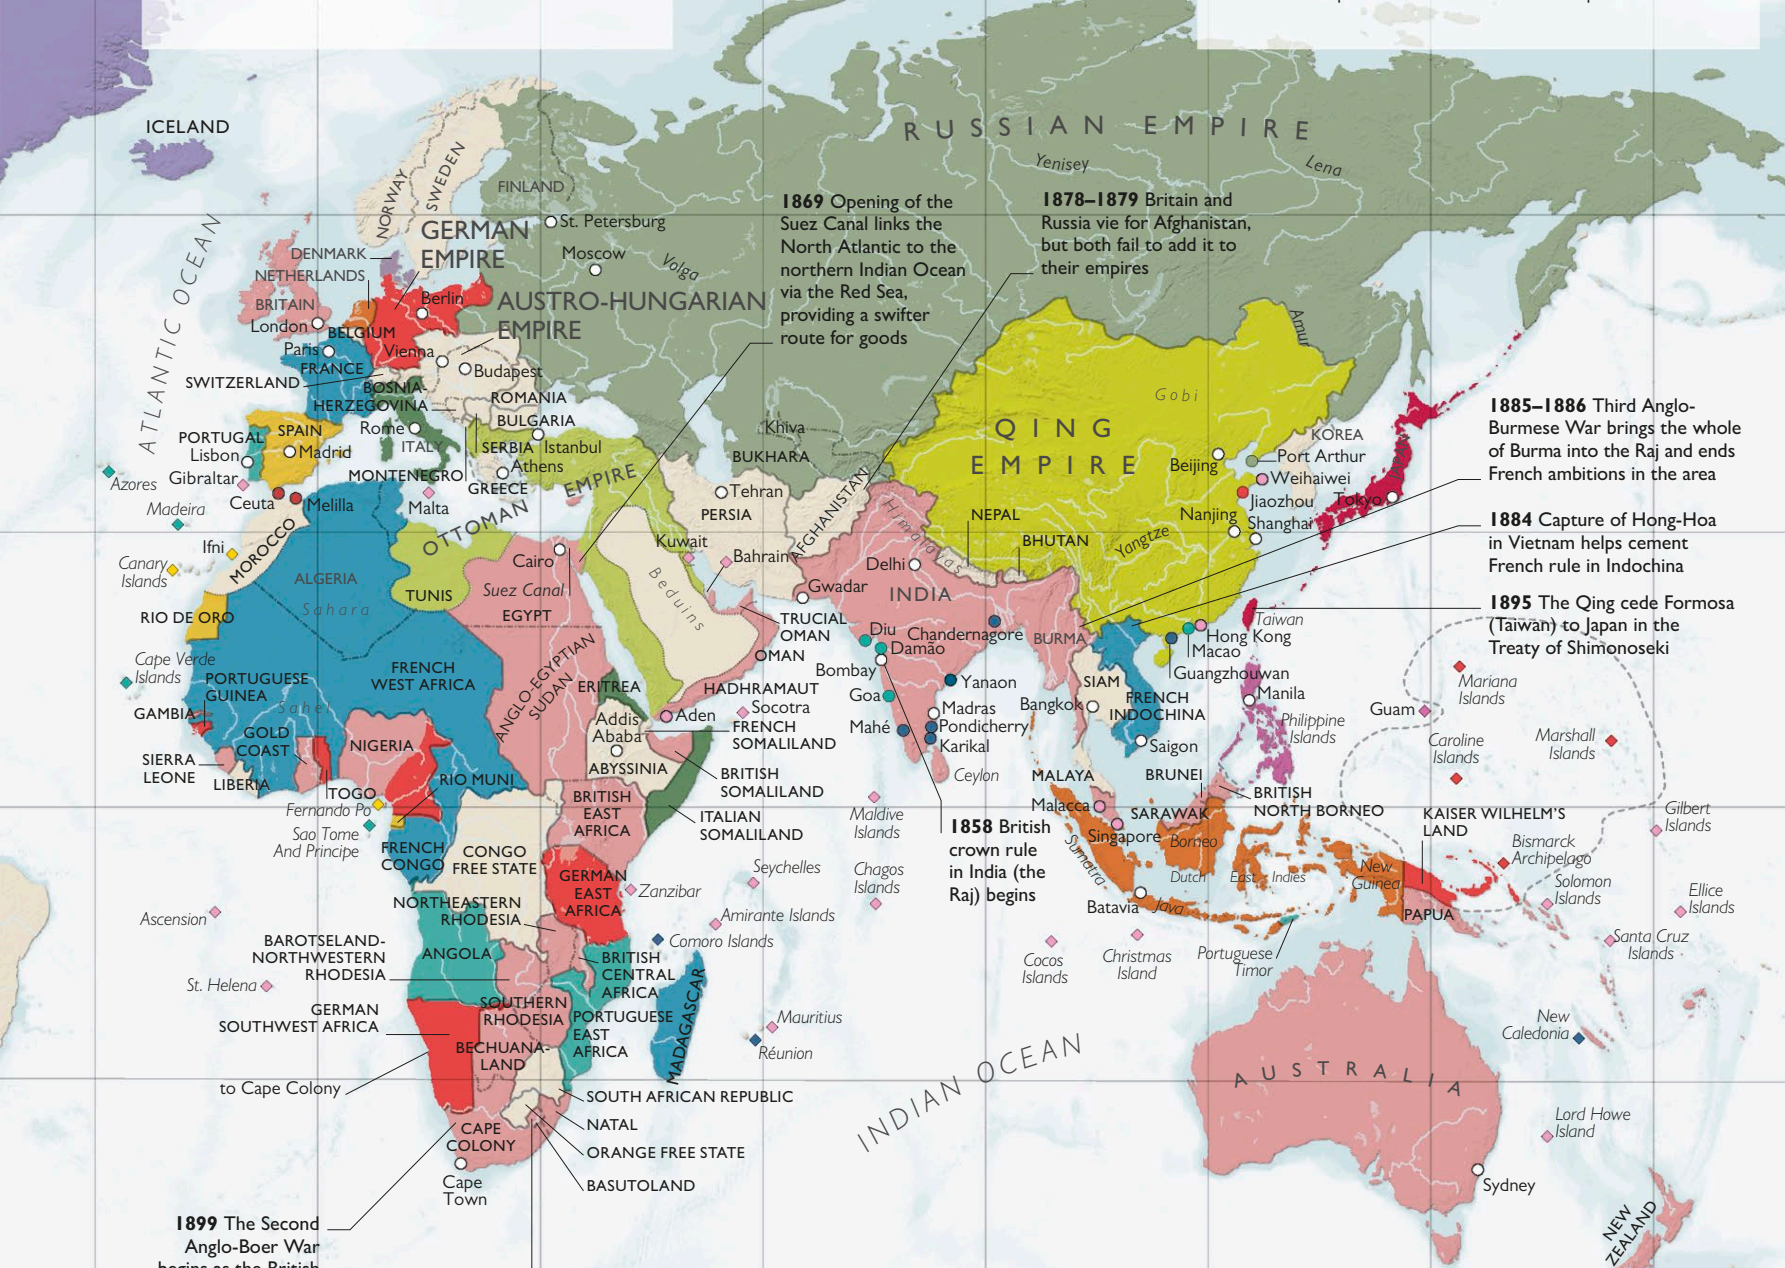 ICELAND
RUSSIAN EMPIRE
Yenisey
Lena
NORWAY
SWEDEN
FINLAND
ATLANTIC OCEAN
GERMAN
EMPIRE
St. Petersburg
Moscow
Volga
1869 Opening of the
Suez Canal links the
North Atlantic to the
northern Indian Ocean
via the Red Sea,
providing a swifter
route for goods
1878–1879 Britain and
Russia vie for Afghanistan,
but both fail to add it to
their empires
DENMARK
NETHERLANDS
BRITAIN
London
BELGIUM
Berlin
AUSTRO-HUNGARIAN
EMPIRE
Paris
FRANCE
Vienna
Budapest
SWITZERLAND
BOSNIA-
HERZEGOVINA
ROMANIA
BULGARIA
Rome
ITALY
SERBIA
Istanbul
SPAIN
Madrid
PORTUGAL
Lisbon
Gibraltar
MONTENEGRO
Athens
GREECE
Azores
Ceuta
Melilla
Malta
Madeira
OTTOMAN EMPIRE
Khiva
BUKHARA
Tehran
PERSIA
AFGHANISTAN
Amur
Gobi
QING
EMPIRE
Beijing
KOREA
Port Arthur
Weihaiwei
Jiaozhou
JAPAN
Tokyo
Nanjing
Shanghai
Yangtze
1885–1886 Third Anglo-
Burmese War brings the whole
of Burma into the Raj and ends
French ambitions in the area
1884 Capture of Hong-Hoa
in Vietnam helps cement
French rule in Indochina
1895 The Qing cede Formosa
(Taiwan) to Japan in the
Treaty of Shimonoseki
Ifni
MOROCCO
Canary
Islands
ALGERIA
Sahara
TUNIS
Cairo
Suez Canal
EGYPT
Kuwait
Bahrain
Beduins
Himalayas
NEPAL
BHUTAN
Delhi
Gwadar
INDIA
RIO DE ORO
TRUCIAL
OMAN
OMAN
Diu
Damão
Chandernagore
BURMA
Bombay
Taiwan
Hong Kong
Macao
Guangzhouwan
Cape Verde
Islands
PORTUGUESE
GUINEA
FRENCH
WEST AFRICA
Sahel
ANGLO-EGYPTIAN
SUDAN
ERITREA
HADHRAMAUT
Aden
Socotra
Goa
Yanaon
Madras
Mahé
Pondicherry
Karikal
Ceylon
SIAM
Bangkok
FRENCH
INDOCHINA
Saigon
Manila
Philippine
Islands
Guam
Mariana
Islands
Caroline
Islands
Marshall
Islands
GAMBIA
GOLD
COAST
NIGERIA
SIERRA
LEONE
LIBERIA
TOGO
RIO MUNI
Fernando Po
Sao Tome
And Principe
Addis
Ababa
ABYSSINIA
FRENCH
SOMALILAND
BRITISH
SOMALILAND
ITALIAN
SOMALILAND
BRITISH
EAST
AFRICA
FRENCH
CONGO
CONGO
FREE STATE
Maldive
Islands
1858 British
crown rule
in India (the
Raj) begins
MALAYA
Malacca
Singapore
BRUNEI
SARAWAK
BRITISH
NORTH BORNEO
Borneo
Sumatra
Dutch East Indies
New
Guinea
KAISER WILHELM'S
LAND
Gilbert
Islands
Bismarck
Archipelago
Solomon
Islands
Ellice
Islands
Santa Cruz
Islands
PAPUA
Batavia
Java
Portuguese
Timor
Ascension
GERMAN
EAST
AFRICA
Zanzibar
Seychelles
Chagos
Islands
Amirante Islands
Comoro Islands
NORTHEASTERN
RHODESIA
BAROTSELAND-
NORTHWESTERN
RHODESIA
ANGOLA
BRITISH
CENTRAL
AFRICA
Cocos
Islands
Christmas
Island
St. Helena
GERMAN
SOUTHWEST AFRICA
SOUTHERN
RHODESIA
PORTUGUESE
EAST
AFRICA
MADAGASCAR
Mauritius
Réunion
BECHUANA-
LAND
to Cape Colony
INDIAN OCEAN
AUSTRALIA
New
Caledonia
Lord Howe
Island
SOUTH AFRICAN REPUBLIC
NATAL
ORANGE FREE STATE
BASUTOLAND
CAPE
COLONY
Cape
Town
Sydney
NEW
ZEALAND
1899 The Second
Anglo-Boer War
begins as the British